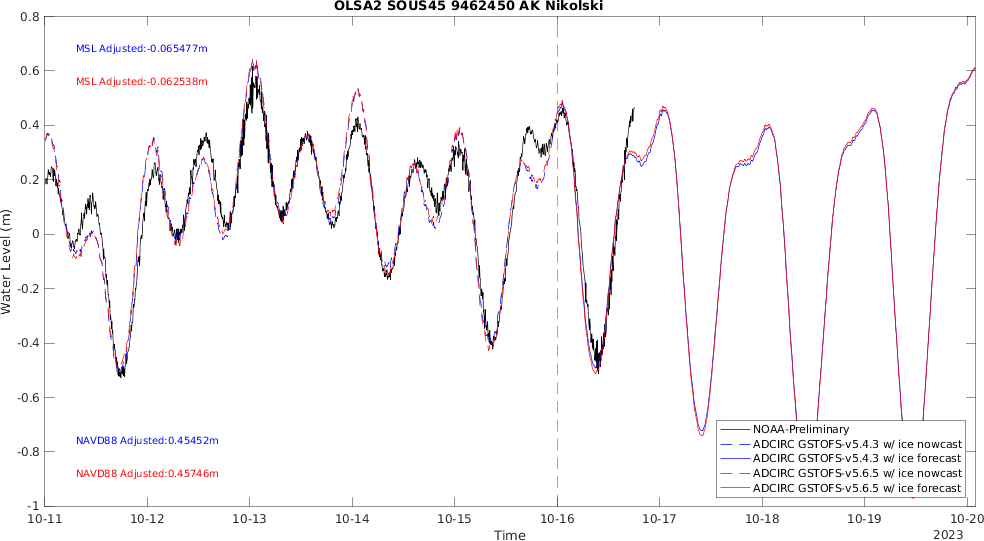 OLSA2 SOUS45 9462450 AK Nikolski
0.8
0.6
0.4
0.2
0
-0.2
-0.4
-0.6
-0.8
-1
Water Level (m)
MSL Adjusted:-0.065477m
MSL Adjusted:-0.062538m
NAVD88 Adjusted:0.45452m
NAVD88 Adjusted:0.45746m
NOAA-Preliminary
ADCIRC GSTOFS-v5.4.3 w/ ice nowcast
ADCIRC GSTOFS-v5.4.3 w/ ice forecast
ADCIRC GSTOFS-v5.6.5 w/ ice nowcast
ADCIRC GSTOFS-v5.6.5 w/ ice forecast
10-11 10-12 10-13 10-14 10-15 10-16 10-17 10-18 10-19 10-20
Time
2023